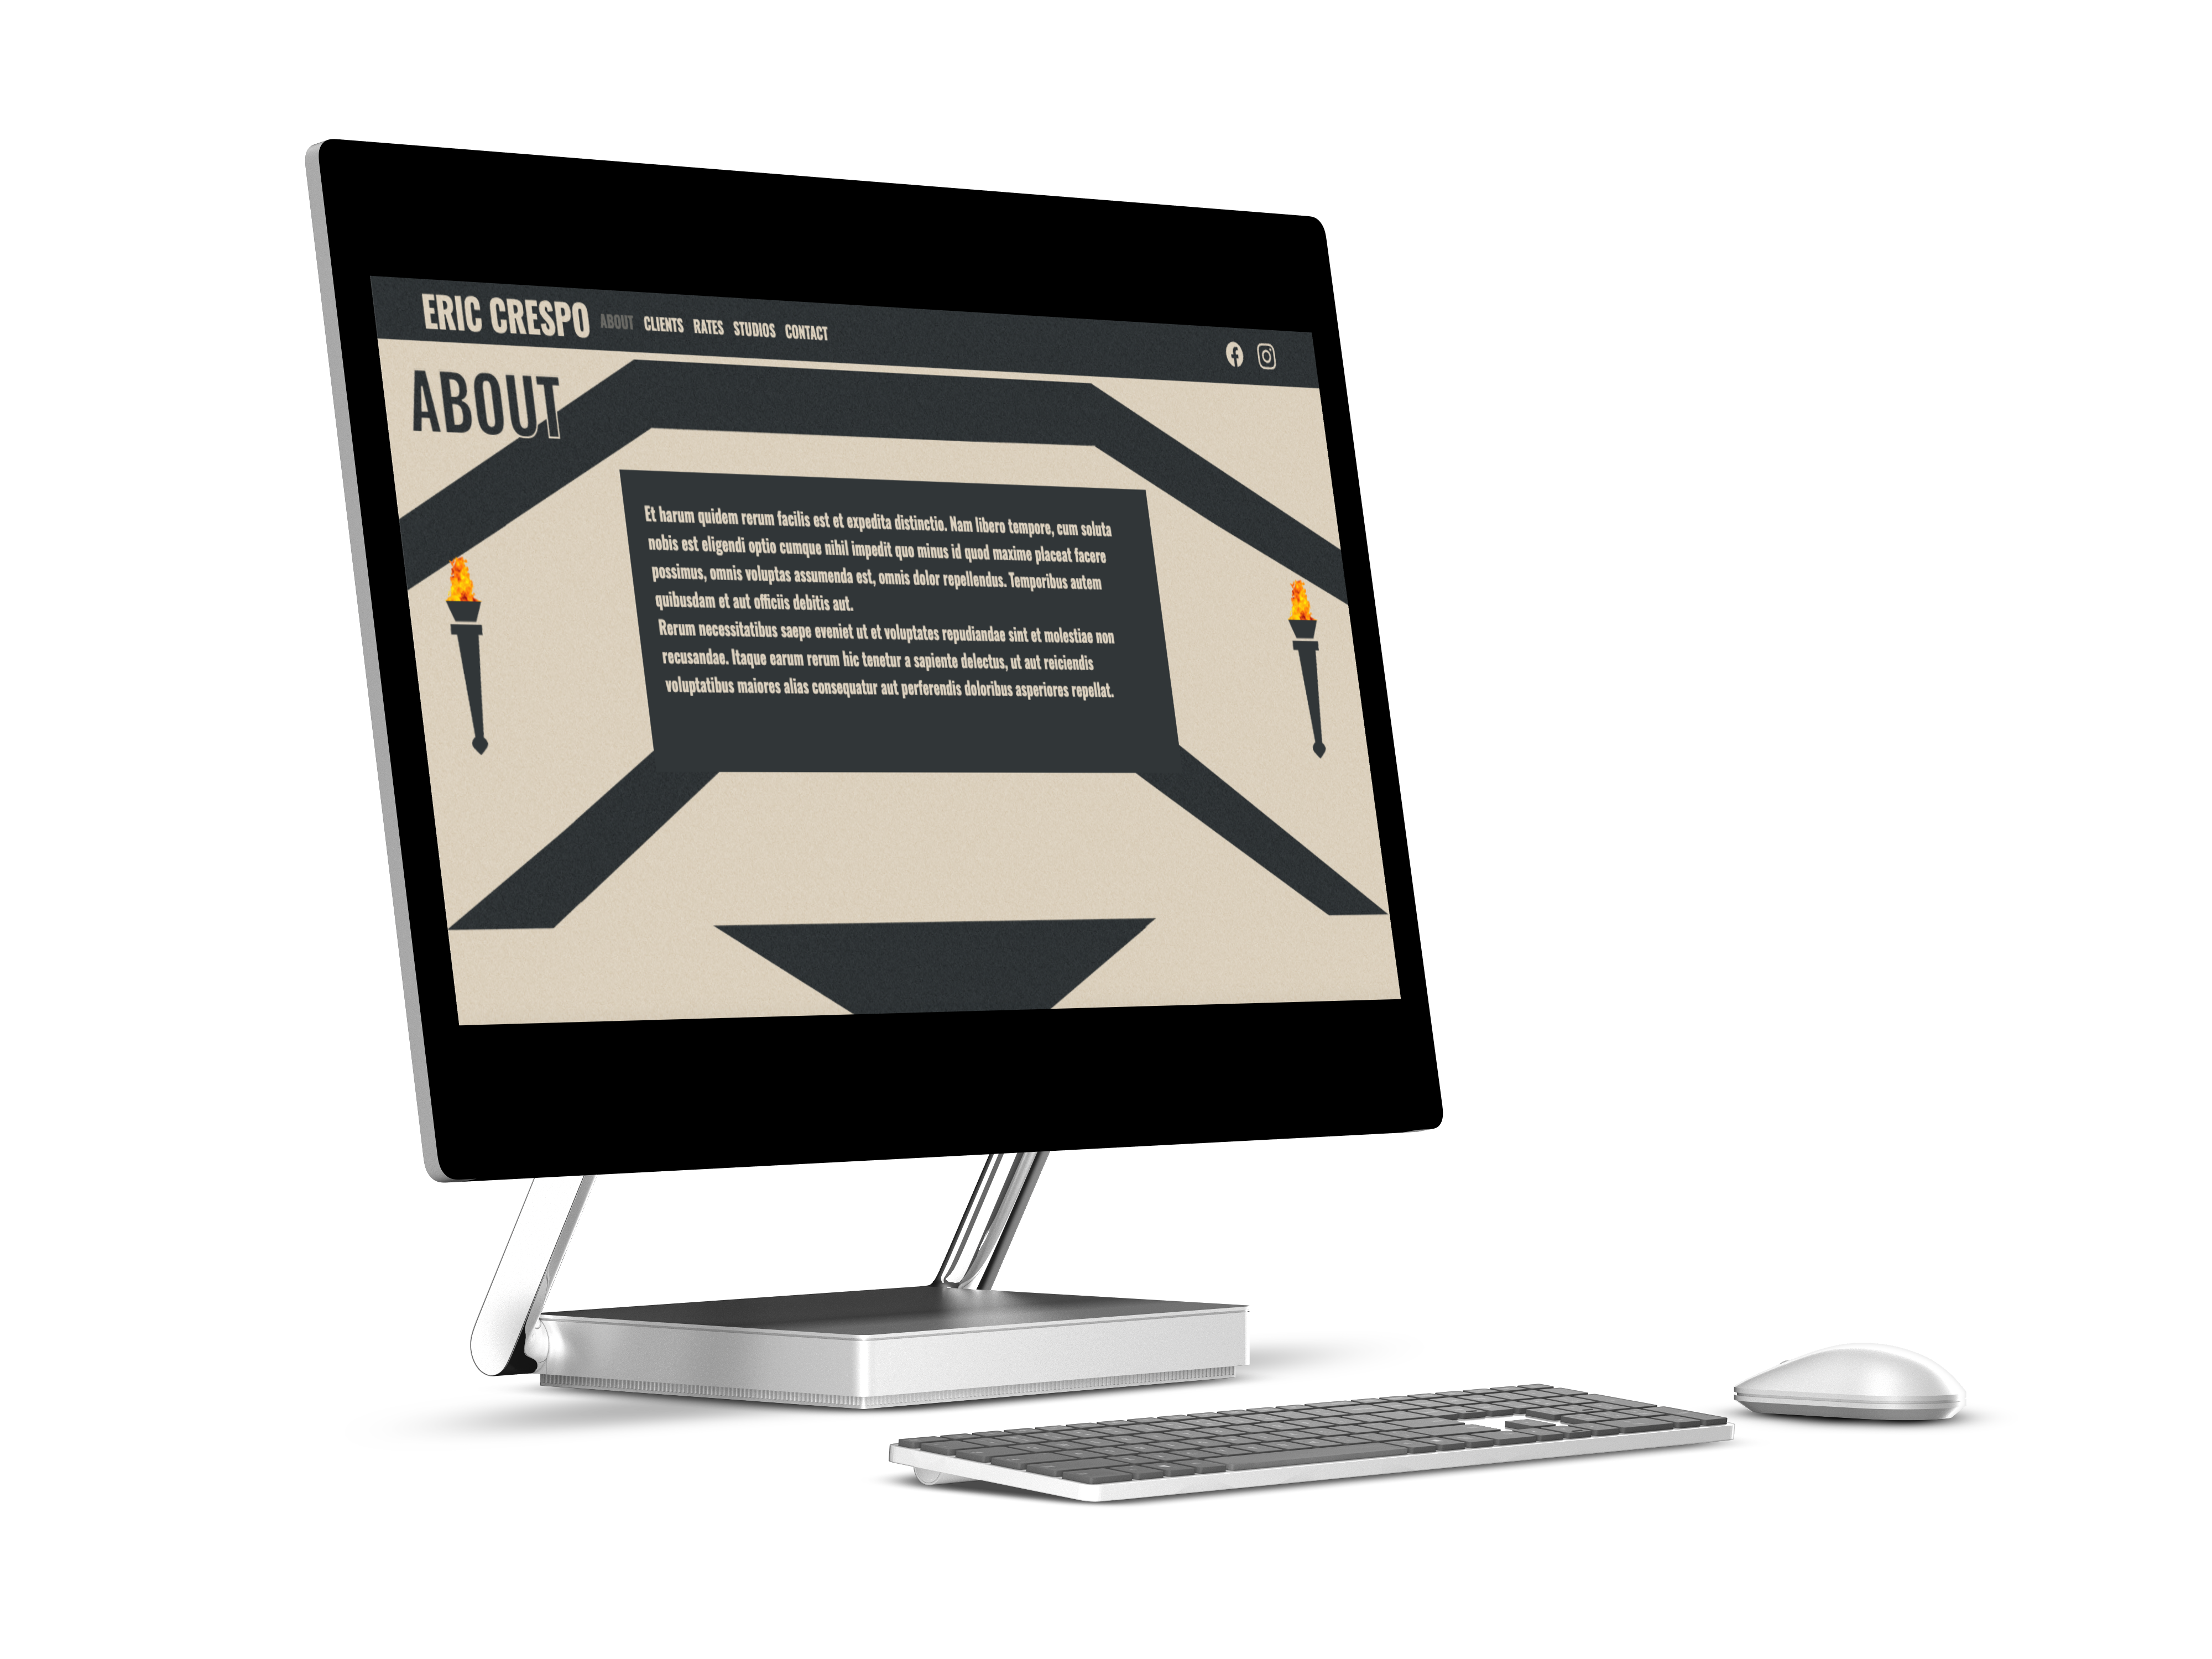 ERIC CRESPO ABOUT CLIENTS RATES STUDIOS CONTACT
ABOUT
Et harum quidem rerum facilis est et expedita distinctio. Nam libero tempore, cum soluta
nobis est eligendi optio cumque nihil impedit quo minus id quod maxime placeat facere
possimus, omnis voluptas assumenda est, omnis dolor repellendus. Temporibus autem
quibusdam et aut officiis debitis aut.
Rerum necessitatibus saepe eveniet ut et voluptates repudiandae sint et molestiae non
recusandae. Itaque earum rerum hic tenetur a sapiente delectus, ut aut reiciendis
voluptatibus maiores alias consequatur aut perferendis doloribus asperiores repellat.